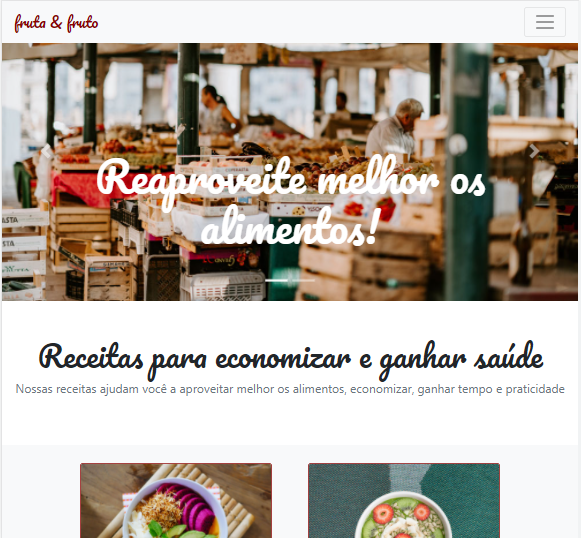 fruta & fruto
Reaproveite melhor os
alimentos!
Receitas para economizar e ganhar saúde
Nossas receitas ajudam você a aproveitar melhor os alimentos, economizar, ganhar tempo e praticidade